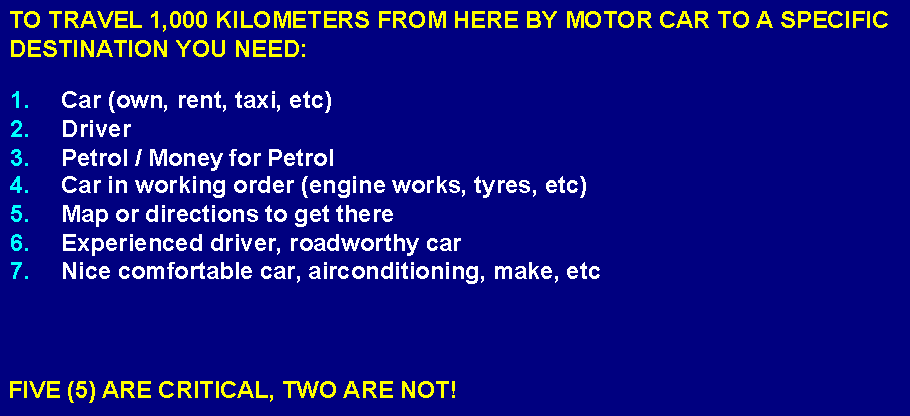 TO TRAVEL 1,000 KILOMETERS FROM HERE BY MOTOR CAR TO A SPECIFIC
DESTINATION YOU NEED:
1. Car (own, rent, taxi, etc)
2. Driver
3. Petrol / Money for Petrol
4. Car in working order (engine works, tyres, etc)
5. Map or directions to get there
6. Experienced driver, roadworthy car
7. Nice comfortable car, airconditioning, make, etc
FIVE (5) ARE CRITICAL, TWO ARE NOT!